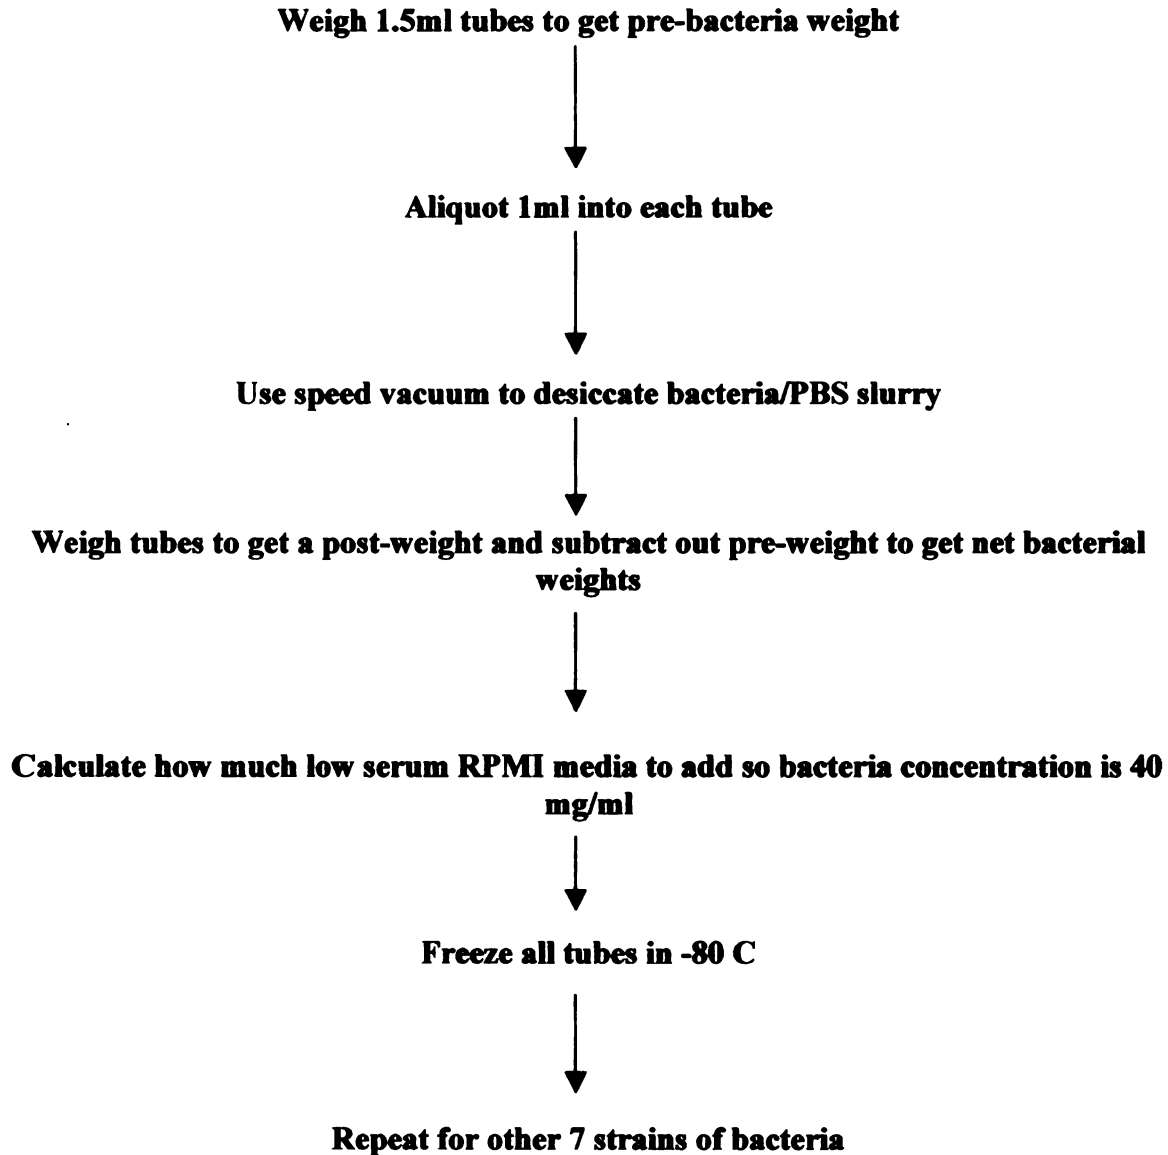 Weigh 1.5ml tubes to get pre-bacteria weight
Aliquot 1ml into each tube
Use speed vacuum to desiccate bacteria/PBS slurry
Weigh tubes to get a post-weight and subtract out pre-weight to get net bacterial
weights
Calculate how much low serum RPMI media to add so bacteria concentration is 40
mg/ml
Freeze all tubes in -80 C
Repeat for other 7 strains of bacteria